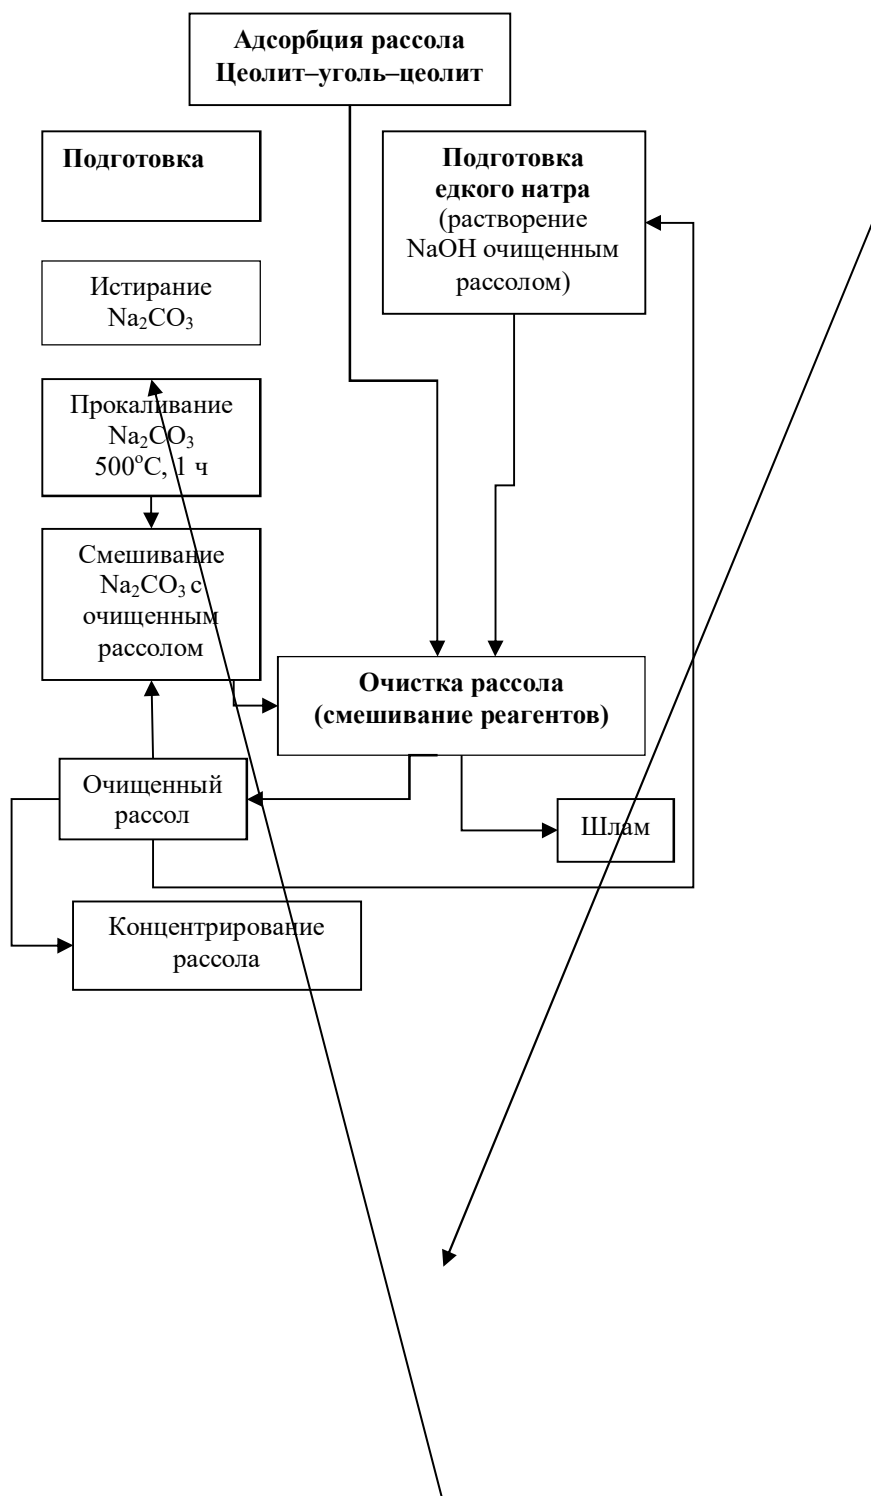 Адсорбция рассола
Цеолит–уголь–цеолит
Подготовка
Подготовка
едкого натра
(растворение
NaOH очищенным
рассолом)
Истирание
Na₂CO₃
Прокаливание
Na₂CO₃
500°C, 1 ч
Смешивание
Na₂CO₃ с
очищенным
рассолом
Очистка рассола
(смешивание реагентов)
Очищенный
рассол
Шлам
Концентрирование
рассола